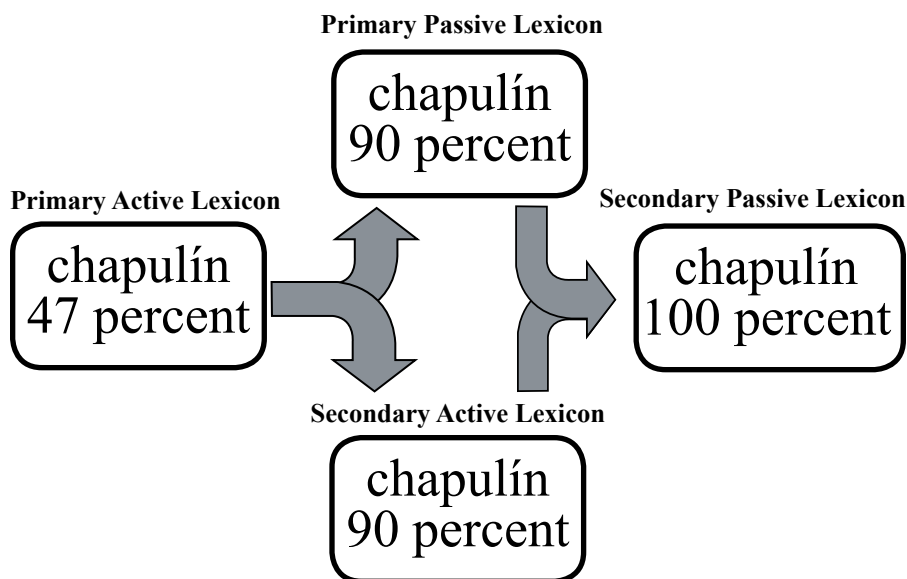 Primary Passive Lexicon
chapulín
90 percent
Primary Active Lexicon
chapulín
47 percent
Secondary Passive Lexicon
chapulín
100 percent
Secondary Active Lexicon
chapulín
90 percent